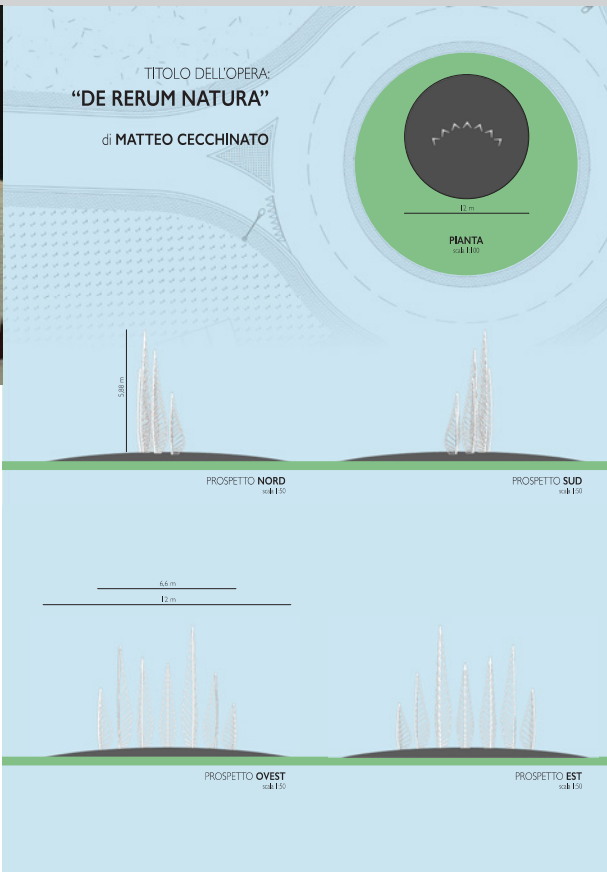 TITOLO DELL'OPERA:
“DE RERUM NATURA”
di MATTEO CECCHINATO
12 m
PIANTA
scala 1:100
5,88 m
PROSPETTO NORD
scala 1:50
PROSPETTO SUD
scala 1:50
6,6 m
12 m
PROSPETTO OVEST
scala 1:50
PROSPETTO EST
scala 1:50